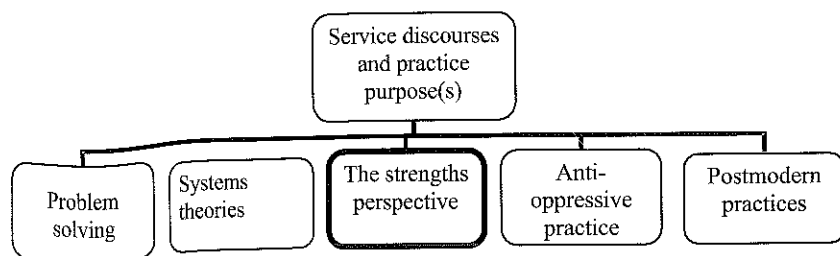 Service discourses
and practice
purpose(s)
Problem
solving
Systems
theories
The strengths
perspective
Anti-
oppressive
practice
Postmodern
practices